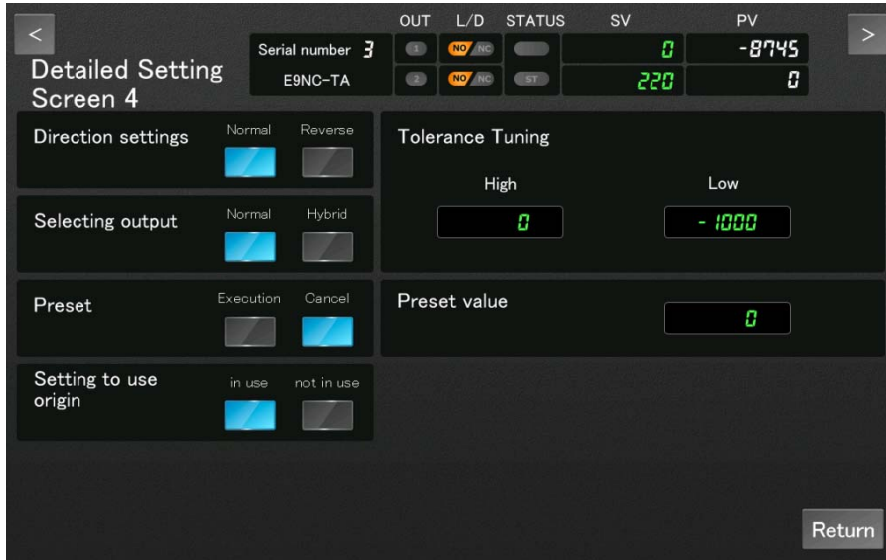 <
OUT L/D STATUS SV PV
>
Detailed Setting
Screen 4
Serial number 3 1 NO NC 0 -8745
E9NC-TA 2 NO NC ST 220 0
Direction settings Normal Reverse
Selecting output Normal Hybrid
Preset Execution Cancel
Setting to use
origin in use not in use
Tolerance Tuning
High Low
0 -1000
Preset value 0
Return